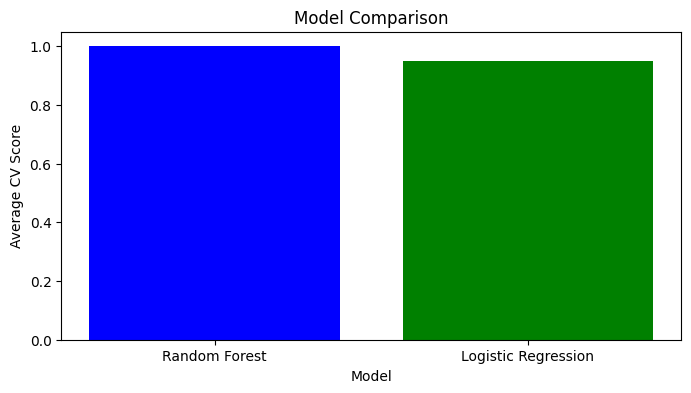 Model Comparison
Average CV Score
1.0
0.8
0.6
0.4
0.2
0.0
Random Forest
Logistic Regression
Model